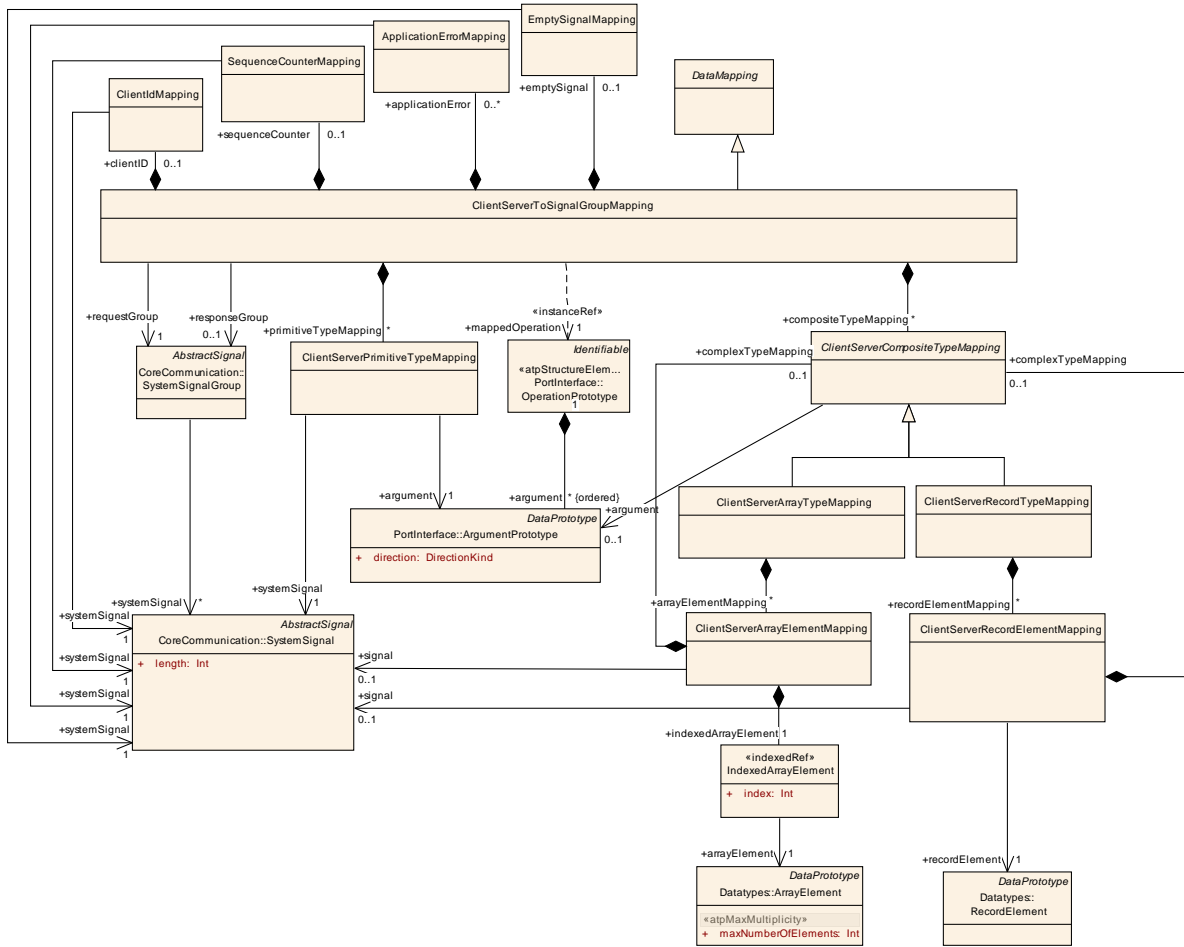 EmptySignalMapping
ApplicationErrorMapping
SequenceCounterMapping
DataMapping
ClientIdMapping
+emptySignal 0..1
+applicationError 0..*
+sequenceCounter 0..1
+clientID 0..1
ClientServerToSignalGroupMapping
+requestGroup
1
+responseGroup
0..1
+primitiveTypeMapping *
«instanceRef»
+mappedOperation 1
+compositeTypeMapping *
+complexTypeMapping
0..1
+complexTypeMapping
0..1
AbstractSignal
CoreCommunication::
SystemSignalGroup
ClientServerPrimitiveTypeMapping
Identifiable
«atpStructureElem...
PortInterface::
OperationPrototype
1
ClientServerCompositeTypeMapping
+argument 1
+argument * {ordered}
+argument
0..1
DataPrototype
PortInterface::ArgumentPrototype
+ direction: DirectionKind
ClientServerArrayTypeMapping
ClientServerRecordTypeMapping
+systemSignal *
+systemSignal
1
+arrayElementMapping *
+recordElementMapping *
+systemSignal
1
+systemSignal
1
+systemSignal
1
+systemSignal
1
AbstractSignal
CoreCommunication::SystemSignal
+ length: Int
+signal
0..1
+signal
0..1
ClientServerArrayElementMapping
ClientServerRecordElementMapping
+indexedArrayElement 1
«indexedRef»
IndexedArrayElement
+ index: Int
+arrayElement 1
+recordElement 1
DataPrototype
Datatypes::ArrayElement
«atpMaxMultiplicity»
+ maxNumberOfElements: Int
DataPrototype
Datatypes::
RecordElement